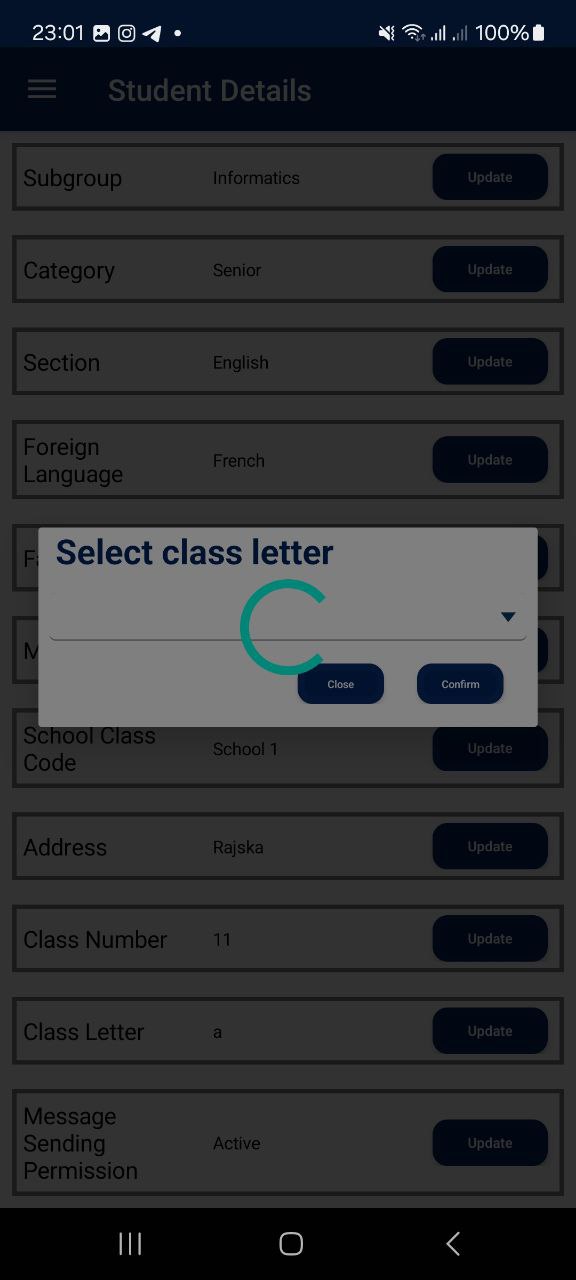 23:01
100%
Student Details
Subgroup Informatics Update
Category Senior Update
Section English Update
Foreign
Language
French Update
Select class letter
Close Confirm
School Class
Code
School 1 Update
Address Rajska Update
Class Number 11 Update
Class Letter a Update
Message
Sending
Permission
Active Update